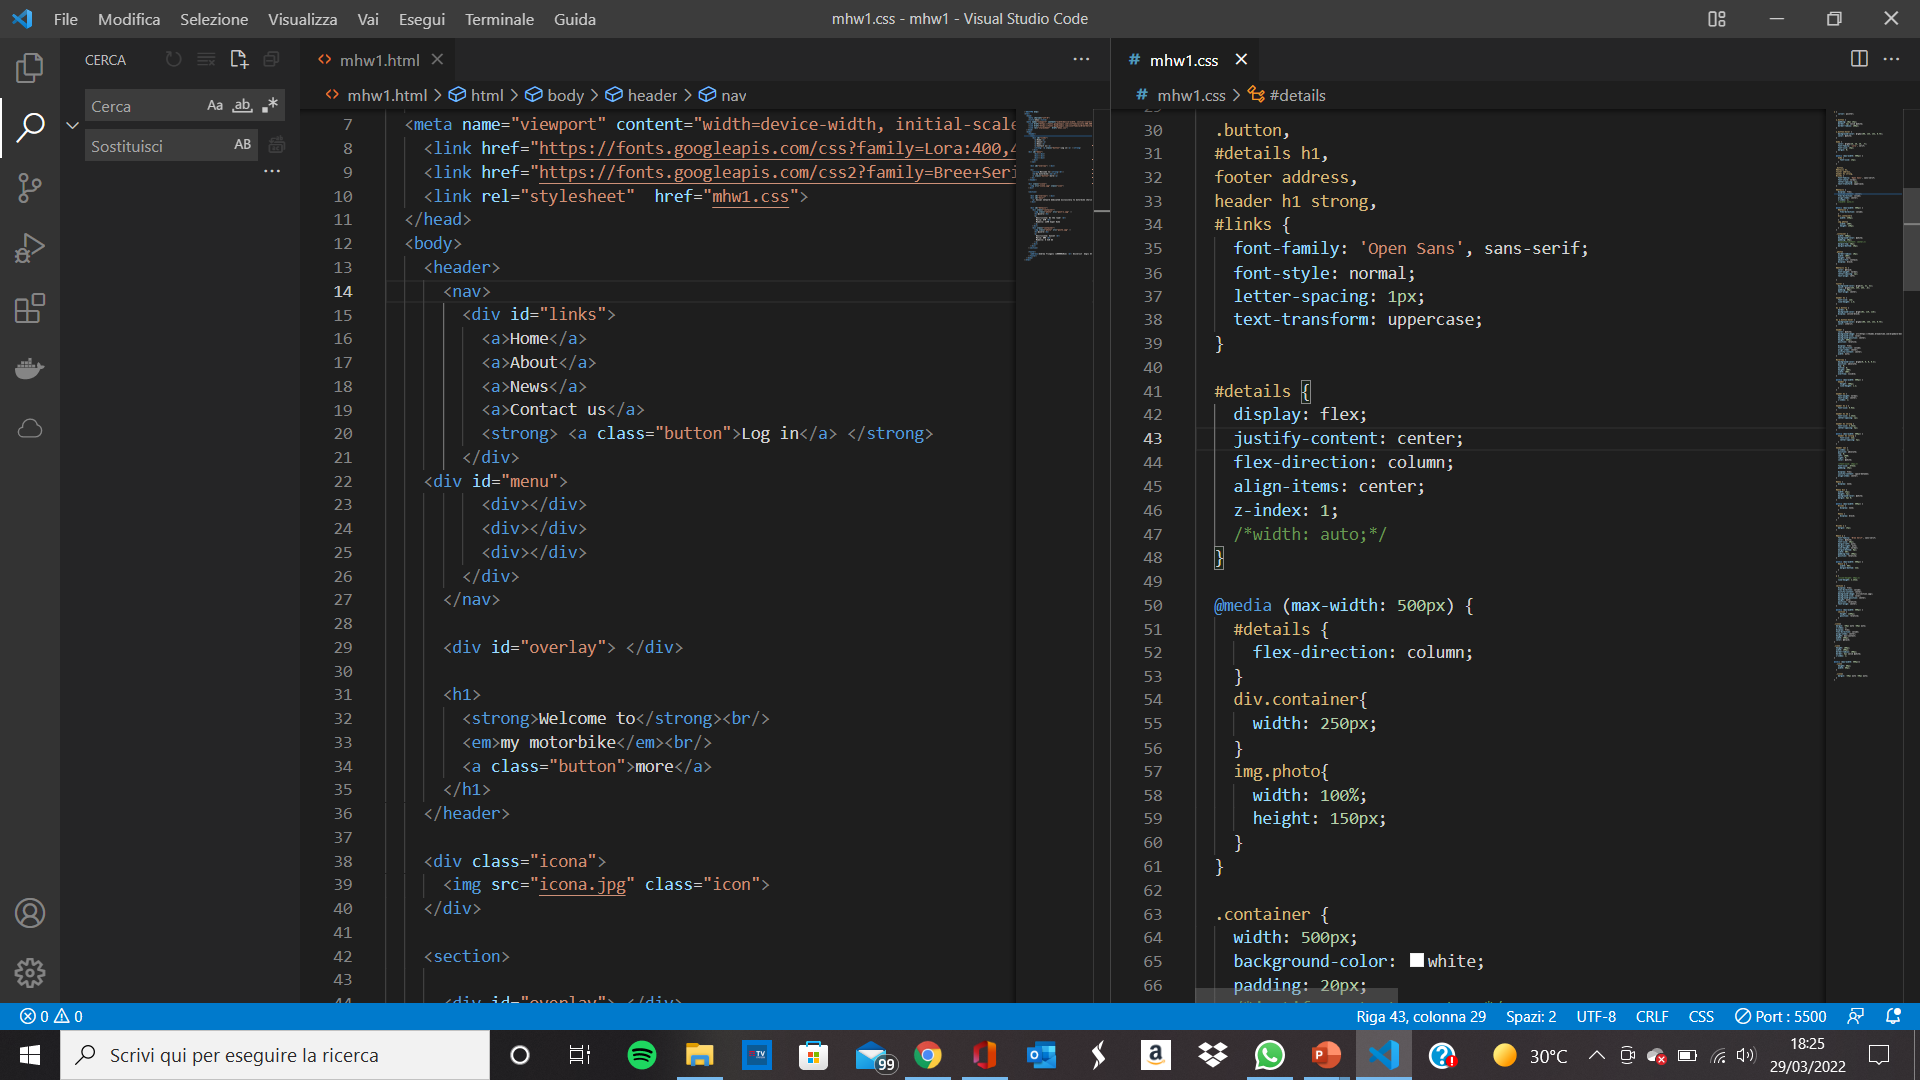 File Modifica Selezione Visualizza Vai Esegui Terminale Guida
mhw1.css - mhw1 - Visual Studio Code
CERCA
Cerca
Aa ab
Sostituisci
AB
mhw1.html
mhw1.html > html > body > header > nav
7 <meta name="viewport" content="width=device-width, initial-scale
8 <link href="https://fonts.googleapis.com/css?family=Lora:400,4
9 <link href="https://fonts.googleapis.com/css2?family=Bree+Seri
10 <link rel="stylesheet"  href="mhw1.css">
11 </head>
12 <body>
13 <header>
14 <nav>
15 <div id="links">
16 <a>Home</a>
17 <a>About</a>
18 <a>News</a>
19 <a>Contact us</a>
20 <strong> <a class="button">Log in</a> </strong>
21 </div>
22 <div id="menu">
23 <div></div>
24 <div></div>
25 <div></div>
26 </div>
27 </nav>
28
29 <div id="overlay"> </div>
30
31 <h1>
32 <strong>Welcome to</strong><br/>
33 <em>my motorbike</em><br/>
34 <a class="button">more</a>
35 </h1>
36 </header>
37
38 <div class="icona">
39 <img src="icona.jpg" class="icon">
40 </div>
41
42 <section>
43
44 <div id="overlay"> </div>
mhw1.css
mhw1.css > #details
30 .button,
31 #details h1,
32 footer address,
33 header h1 strong,
34 #links {
35 font-family: 'Open Sans', sans-serif;
36 font-style: normal;
37 letter-spacing: 1px;
38 text-transform: uppercase;
39 }
40
41 #details {
42 display: flex;
43 justify-content: center;
44 flex-direction: column;
45 align-items: center;
46 z-index: 1;
47 /*width: auto;*/
48 }
49
50 @media (max-width: 500px) {
51 #details {
52 flex-direction: column;
53 }
54 div.container{
55 width: 250px;
56 }
57 img.photo{
58 width: 100%;
59 height: 150px;
60 }
61 }
62
63 .container {
64 width: 500px;
65 background-color: white;
66 padding: 20px;
0 0
Riga 43, colonna 29 Spazi: 2 UTF-8 CRLF CSS Port : 5500
Scrivi qui per eseguire la ricerca
TV
99
30°C
18:25
29/03/2022